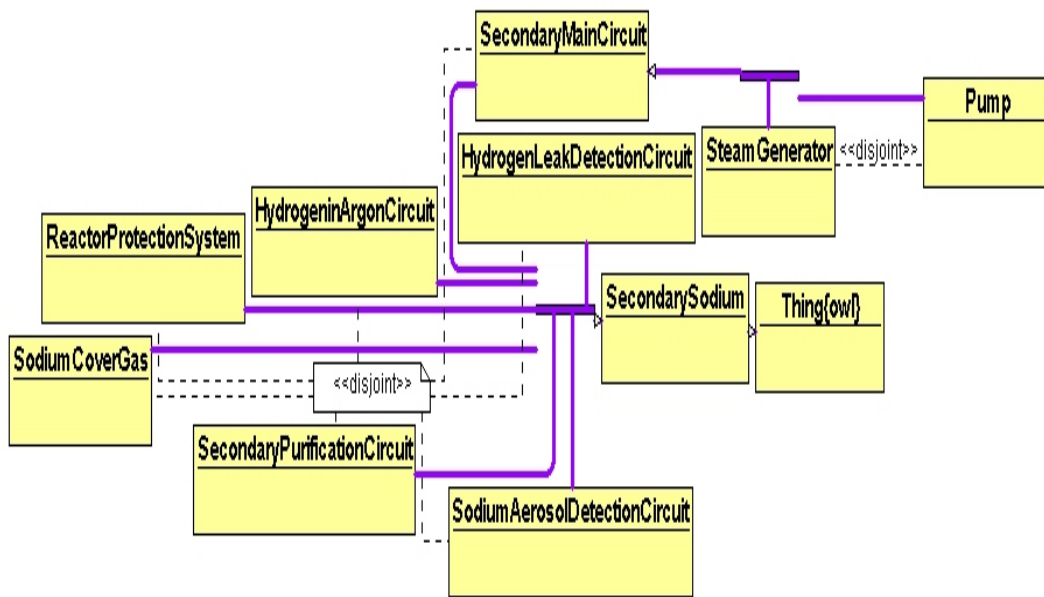 SecondaryMainCircuit
Pump
SteamGenerator
<<disjoint>>
HydrogenLeakDetectionCircuit
HydrogeninArgonCircuit
ReactorProtectionSystem
SecondarySodium
Thing{owl}
SodiumCoverGas
<<disjoint>>
SecondaryPurificationCircuit
SodiumAerosolDetectionCircuit